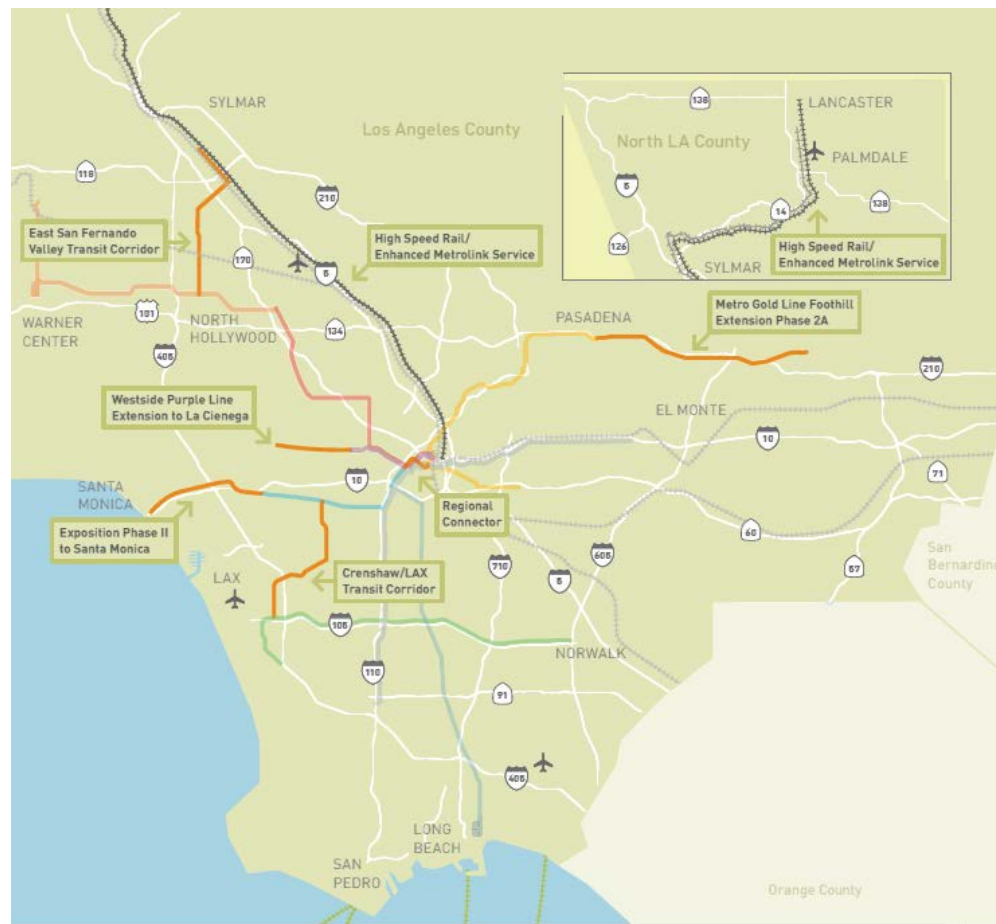 SYLMAR
Los Angeles County
118
210
East San Fernando
Valley Transit Corridor
170
High Speed Rail/
Enhanced Metrolink Service
5
138
LANCASTER
North LA County
PALMDALE
5
14
138
126
High Speed Rail/
Enhanced Metrolink Service
SYLMAR
WARNER
CENTER
101
NORTH
HOLLYWOOD
134
PASADENA
Metro Gold Line Foothill
Extension Phase 2A
405
210
Westside Purple Line
Extension to La Cienega
EL MONTE
10
71
SANTA
MONICA
10
Regional
Connector
Exposition Phase II
to Santa Monica
60
605
710
5
57
San
Bernardino
County
LAX
Crenshaw/LAX
Transit Corridor
105
NORWALK
110
91
405
LONG
BEACH
SAN
PEDRO
Orange County